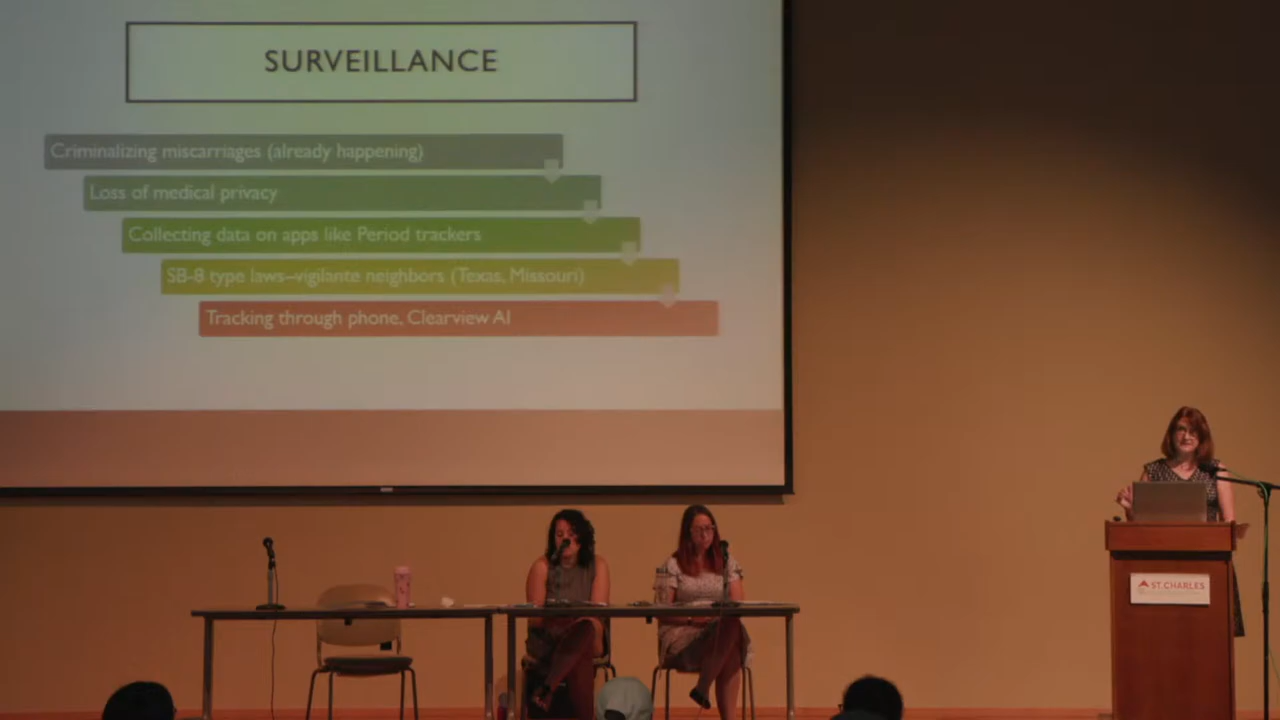 SURVEILLANCE
Criminalizing miscarriages (already happening)
Loss of medical privacy
Collecting data on apps like Period trackers
SB-8 type laws–vigilante neighbors (Texas, Missouri)
Tracking through phone, Clearview AI
ST. CHARLES